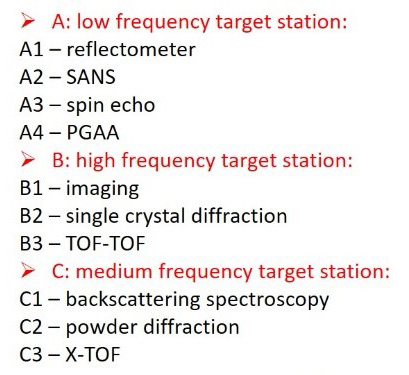 ➢ A: low frequency target station:
A1 – reflectometer
A2 – SANS
A3 – spin echo
A4 – PGAA
➢ B: high frequency target station:
B1 – imaging
B2 – single crystal diffraction
B3 – TOF-TOF
➢ C: medium frequency target station:
C1 – backscattering spectroscopy
C2 – powder diffraction
C3 – X-TOF